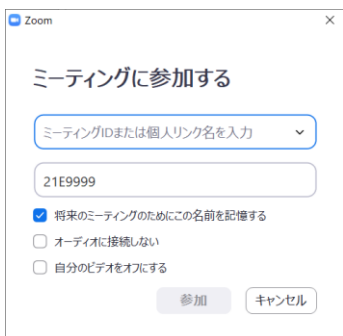 Zoom
ミーティングに参加する
ミーティングIDまたは個人リンク名を入力
21E9999
将来のミーティングのためにこの名前を記憶する
オーディオに接続しない
自分のビデオをオフにする
参加 キャンセル